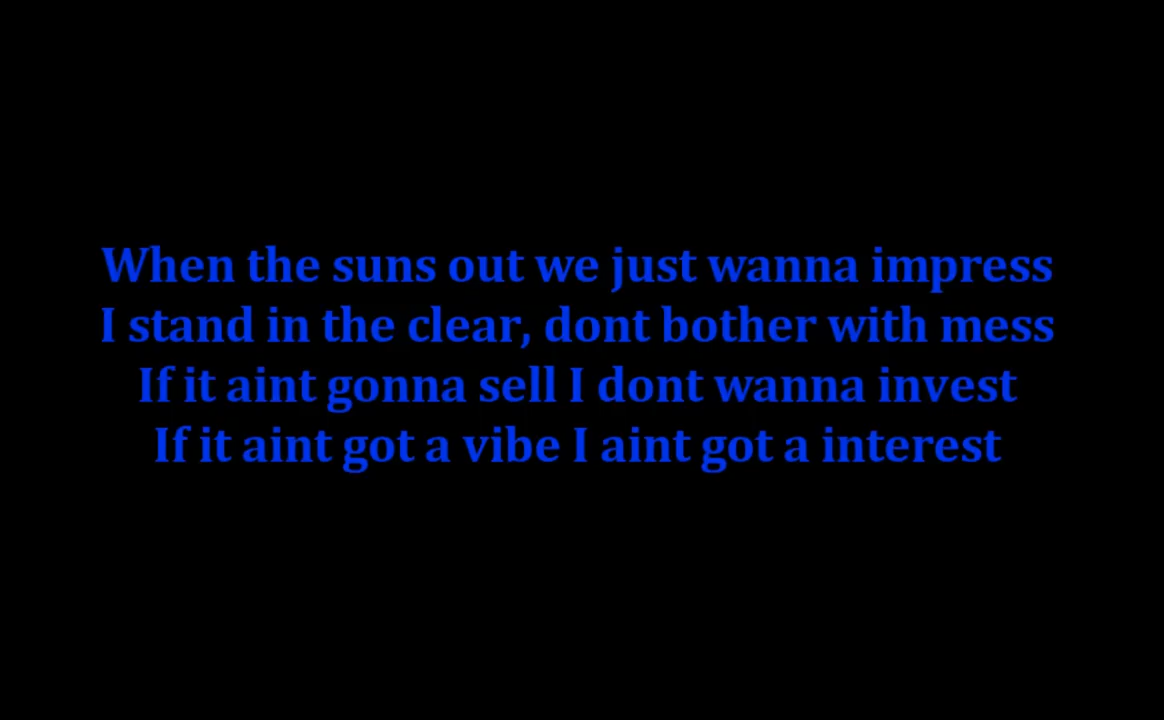 When the suns out we just wanna impress
I stand in the clear, dont bother with mess
If it aint gonna sell I dont wanna invest
If it aint got a vibe I aint got a interest